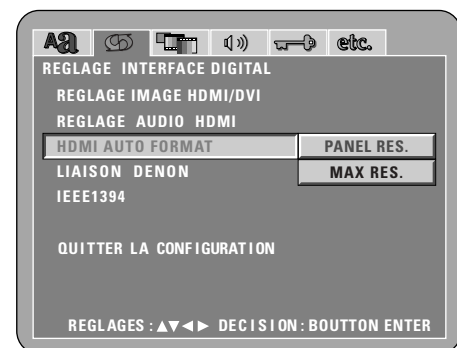 Aa etc.
REGLAGE INTERFACE DIGITAL
REGLAGE IMAGE HDMI/DVI
REGLAGE AUDIO HDMI
HDMI AUTO FORMAT PANEL RES.
LIAISON DENON MAX RES.
IEEE1394
QUITTER LA CONFIGURATION
REGLAGES :▲▼◄► DECISION : BOUTTON ENTER